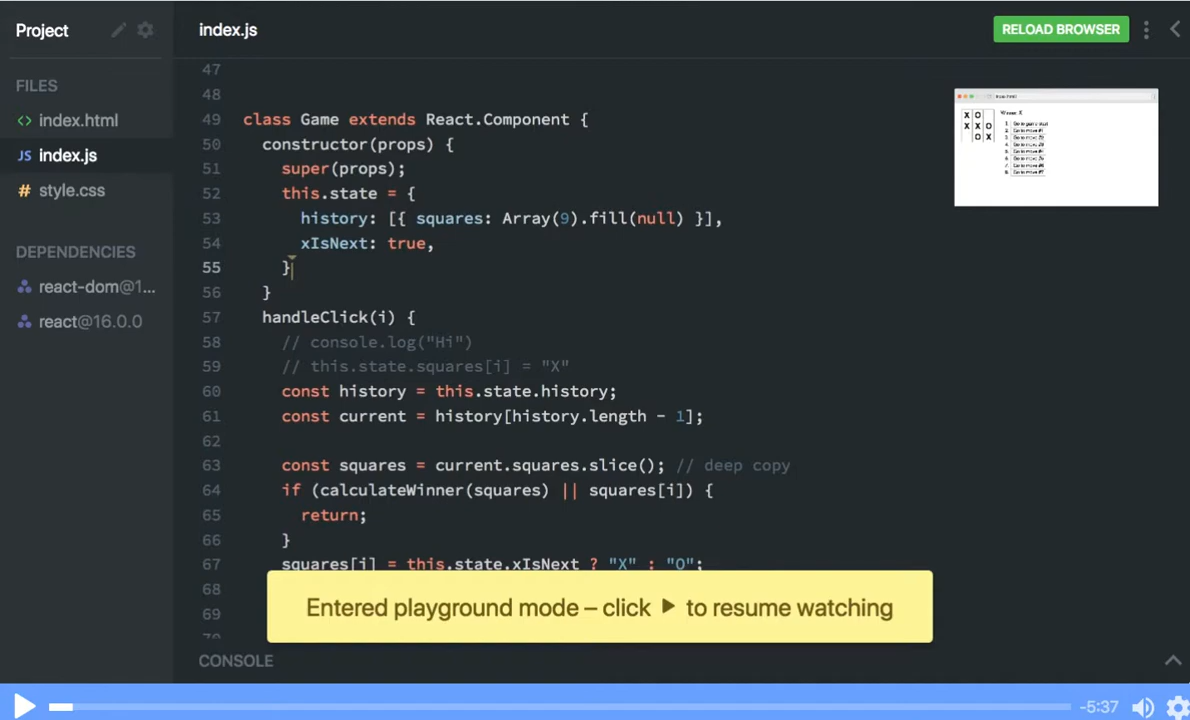 Project
index.js
RELOAD BROWSER
FILES
<> index.html
JS index.js
# style.css
DEPENDENCIES
react-dom@1...
react@16.0.0
47
48
49 class Game extends React.Component {
50 constructor(props) {
51 super(props);
52 this.state = {
53 history: [{ squares: Array(9).fill(null) }],
54 xIsNext: true,
55 }
56 }
57 handleClick(i) {
58 // console.log("Hi")
59 // this.state.squares[i] = "X"
60 const history = this.state.history;
61 const current = history[history.length - 1];
62
63 const squares = current.squares.slice(); // deep copy
64 if (calculateWinner(squares) || squares[i]) {
65 return;
66 }
67 squares[i] = this.state.xIsNext ? "X" : "O";
68
69
70
X O
X X O
O X
Winner: X
Entered playground mode – click ▶ to resume watching
CONSOLE
-5:37